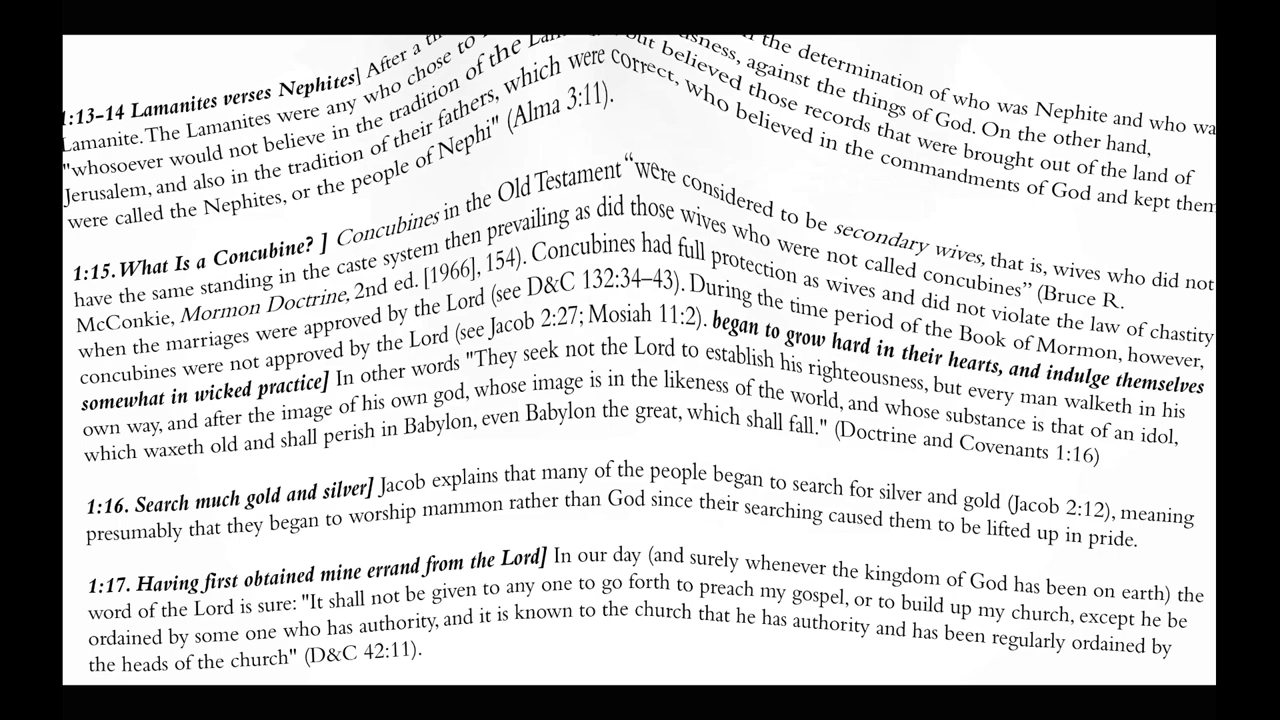 1:13–14 Lamanites verses Nephites] After a the determination of who was Nephite and who
Lamanite. The Lamanites were any who chose to against the things of God. On the other hand,
"whosoever would not believe in the tradition of the but believed those records that were brought out of the land of
Jerusalem, and also in the tradition of their fathers, which were correct, who believed in the commandments of God and kept them
were called the Nephites, or the people of Nephi" (Alma 3:11).
1:15. What Is a Concubine? ] Concubines in the Old Testament “were considered to be secondary wives, that is, wives who did not
have the same standing in the caste system then prevailing as did those wives who were not called concubines” (Bruce R.
McConkie, Mormon Doctrine, 2nd ed. [1966], 154). Concubines had full protection as wives and did not violate the law of chastity
when the marriages were approved by the Lord (see D&C 132:34–43). During the time period of the Book of Mormon, however,
concubines were not approved by the Lord (see Jacob 2:27; Mosiah 11:2). began to grow hard in their hearts, and indulge themselves
somewhat in wicked practice] In other words "They seek not the Lord to establish his righteousness, but every man walketh in his
own way, and after the image of his own god, whose image is in the likeness of the world, and whose substance is that of an idol,
which waxeth old and shall perish in Babylon, even Babylon the great, which shall fall." (Doctrine and Covenants 1:16)
1:16. Search much gold and silver] Jacob explains that many of the people began to search for silver and gold (Jacob 2:12), meaning
presumably that they began to worship mammon rather than God since their searching caused them to be lifted up in pride.
1:17. Having first obtained mine errand from the Lord] In our day (and surely whenever the kingdom of God has been on earth) the
word of the Lord is sure: "It shall not be given to any one to go forth to preach my gospel, or to build up my church, except he be
ordained by some one who has authority, and it is known to the church that he has authority and has been regularly ordained by
the heads of the church" (D&C 42:11).